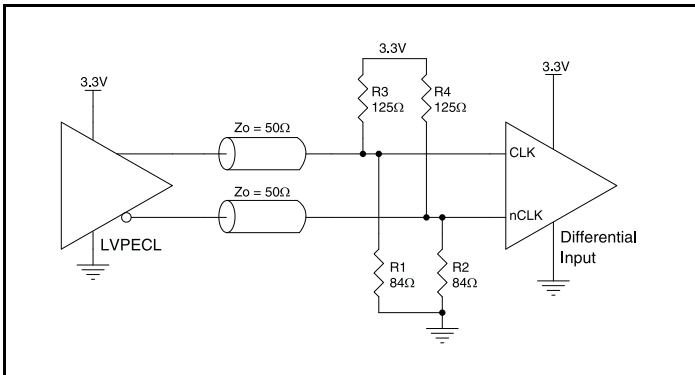 3.3V
3.3V
3.3V
R3
125Ω
R4
125Ω
Zo = 50Ω
CLK
Zo = 50Ω
nCLK
LVPECL
Differential
Input
R1
84Ω
R2
84Ω